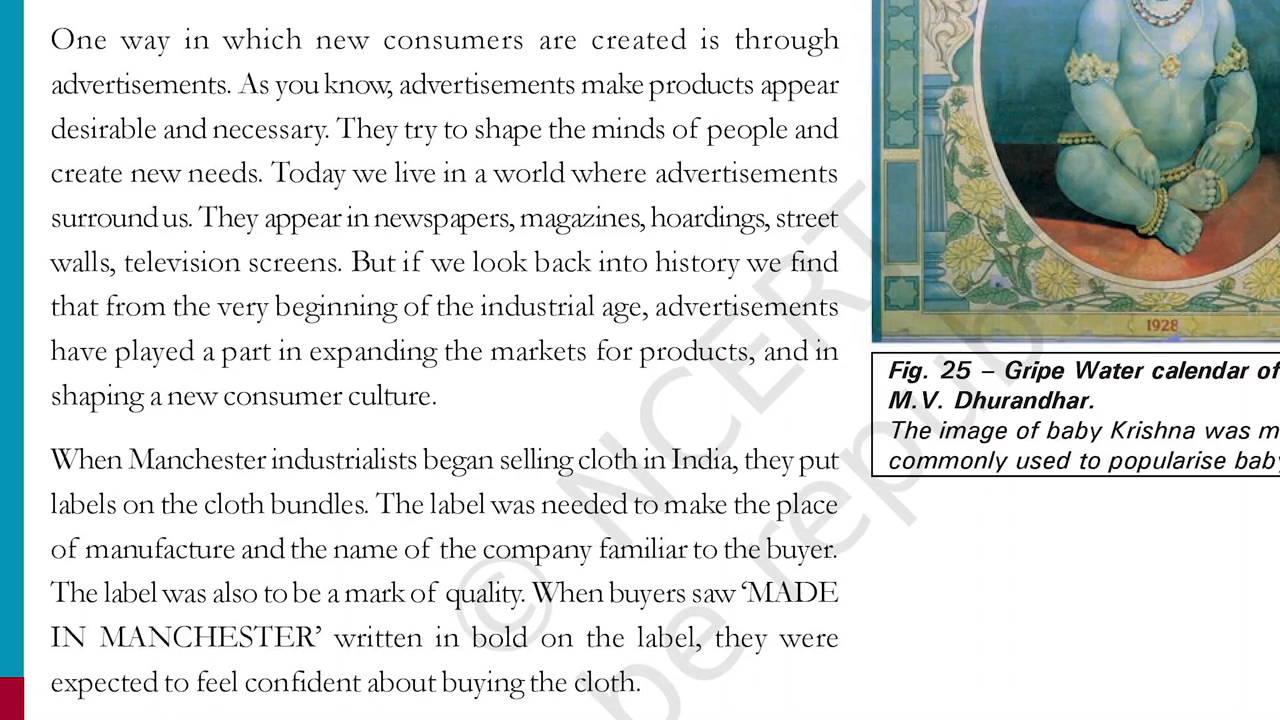 One way in which new consumers are created is through
advertisements. As you know, advertisements make products appear
desirable and necessary. They try to shape the minds of people and
create new needs. Today we live in a world where advertisements
surround us. They appear in newspapers, magazines, hoardings, street
walls, television screens. But if we look back into history we find
that from the very beginning of the industrial age, advertisements
have played a part in expanding the markets for products, and in
shaping a new consumer culture.
When Manchester industrialists began selling cloth in India, they put
labels on the cloth bundles. The label was needed to make the place
of manufacture and the name of the company familiar to the buyer.
The label was also to be a mark of quality. When buyers saw ‘MADE
IN MANCHESTER’ written in bold on the label, they were
expected to feel confident about buying the cloth.
1928
Fig. 25 – Gripe Water calendar of
M.V. Dhurandhar.
The image of baby Krishna was m
commonly used to popularise baby
© NCERT
be republ